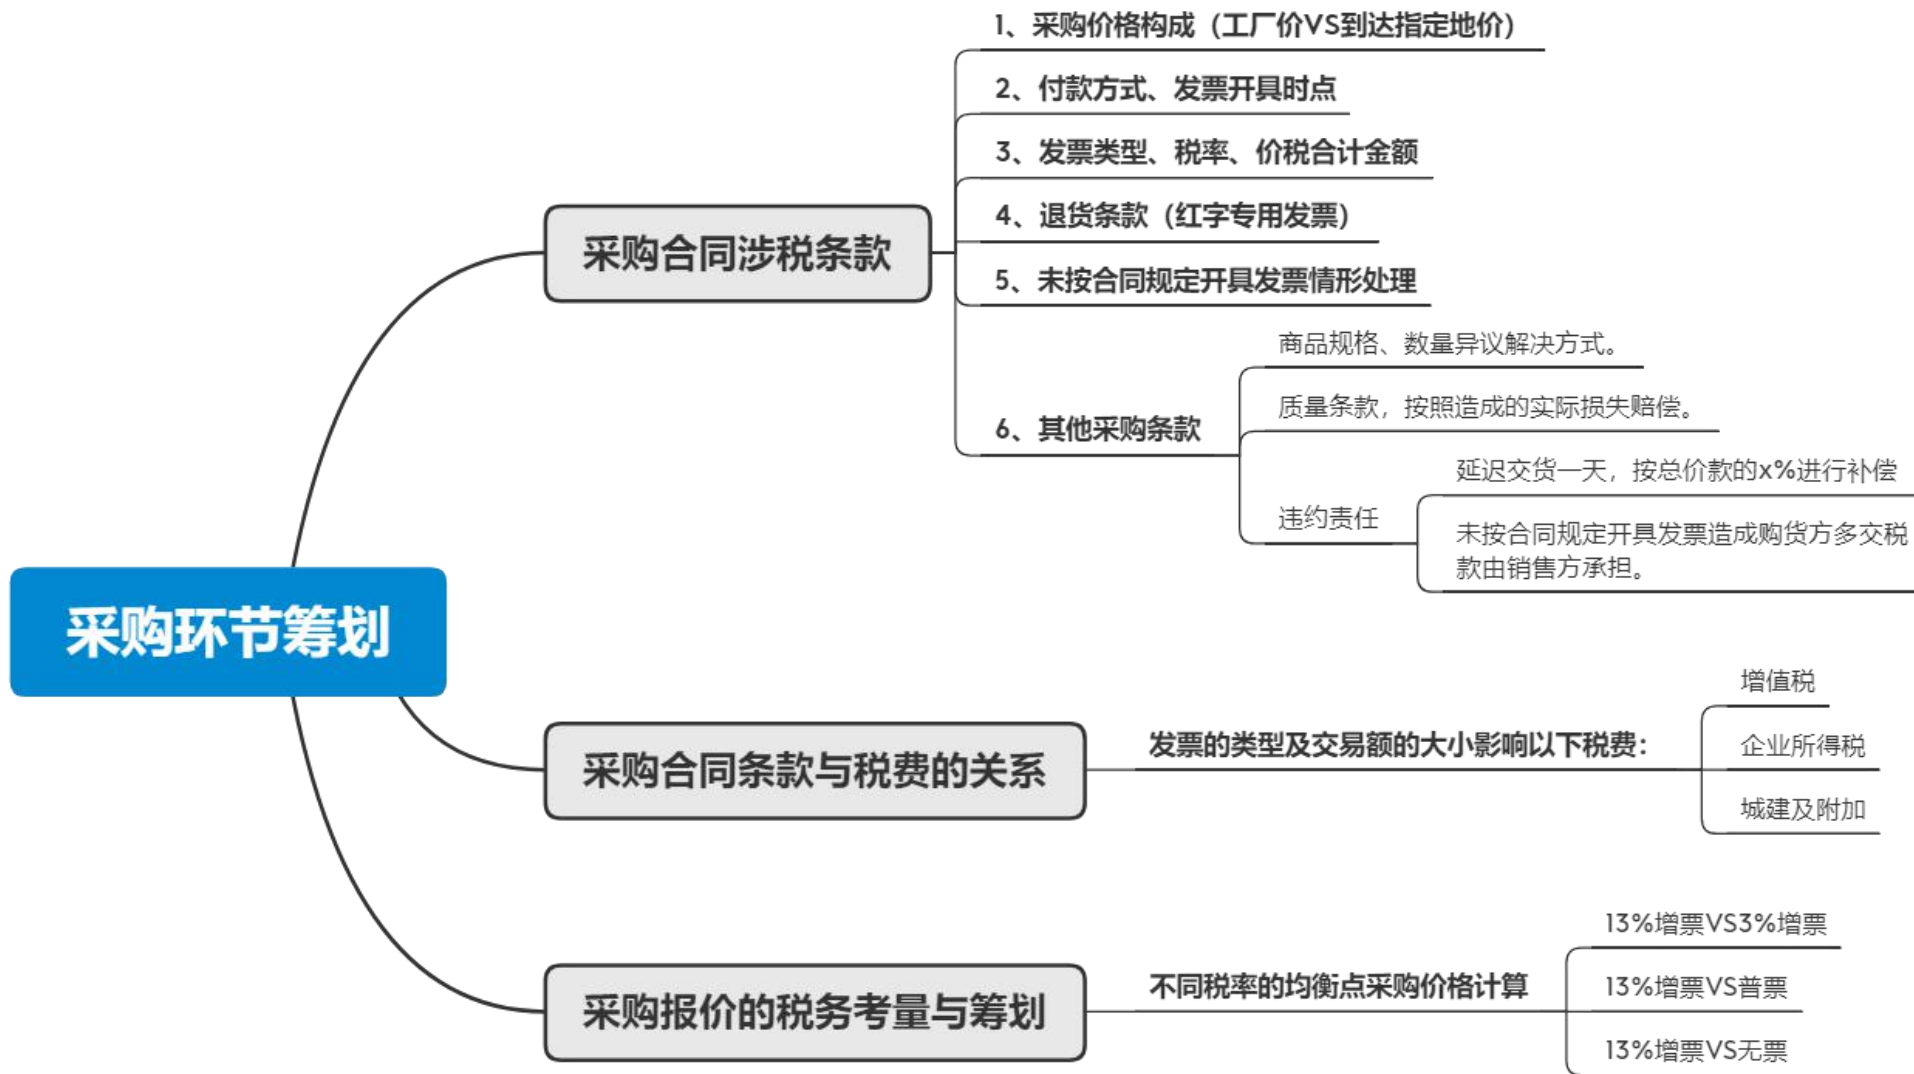 采购环节筹划
采购合同涉税条款
1、采购价格构成（工厂价VS到达指定地价）
2、付款方式、发票开具时点
3、发票类型、税率、价税合计金额
4、退货条款（红字专用发票）
5、未按合同规定开具发票情形处理
6、其他采购条款
商品规格、数量异议解决方式。
质量条款，按照造成的实际损失赔偿。
违约责任
延迟交货一天，按总价款的x%进行补偿
未按合同规定开具发票造成购货方多交税
款由销售方承担。
采购合同条款与税费的关系
发票的类型及交易额的大小影响以下税费：
增值税
企业所得税
城建及附加
采购报价的税务考量与筹划
不同税率的均衡点采购价格计算
13%增票VS3%增票
13%增票VS普票
13%增票VS无票